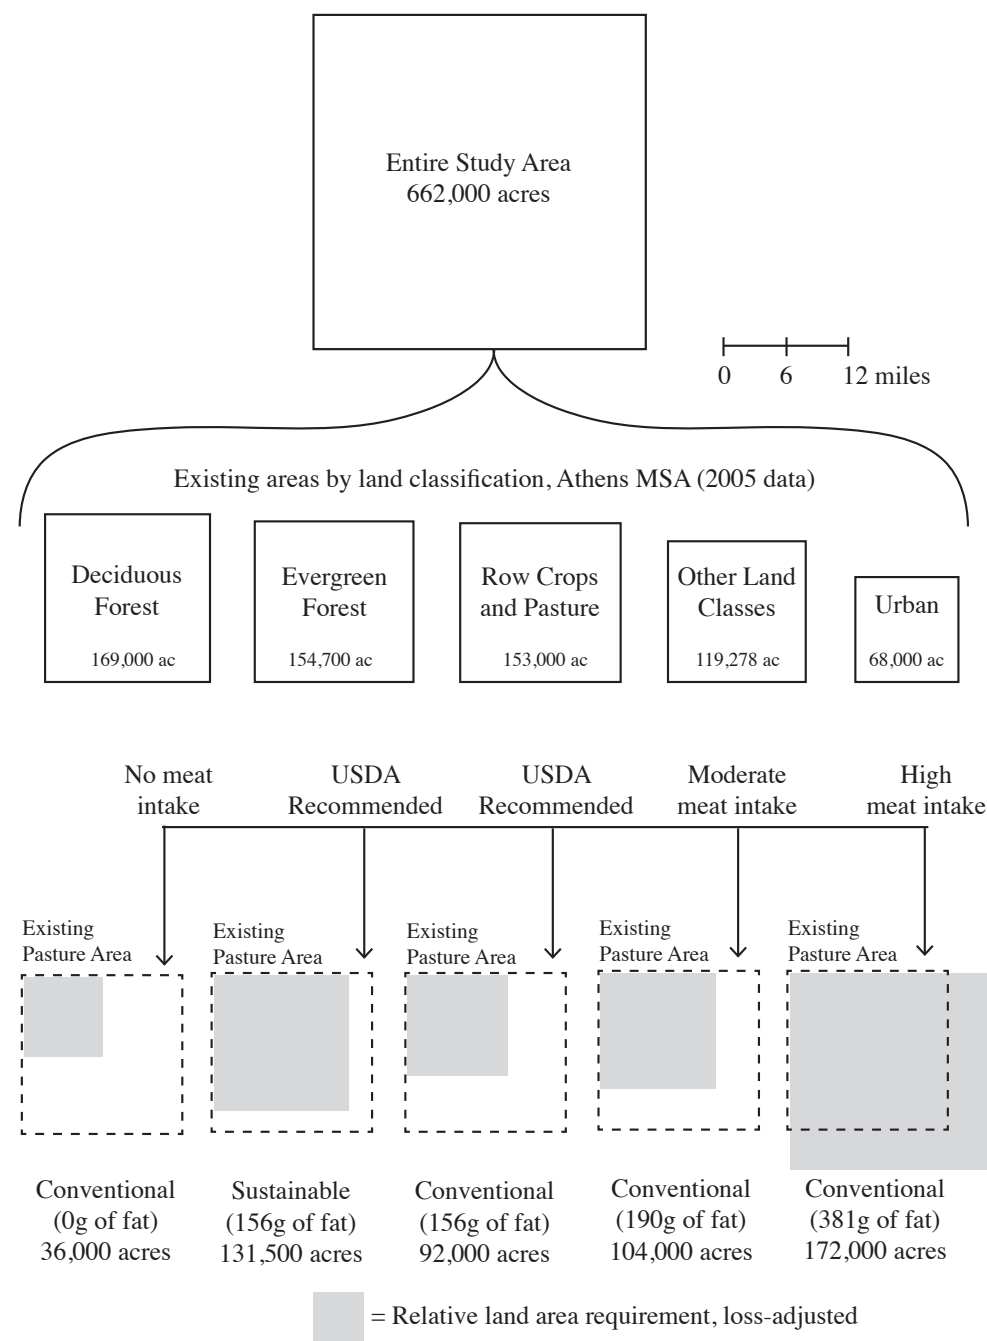 Entire Study Area
662,000 acres
0 6 12 miles
Existing areas by land classification, Athens MSA (2005 data)
Deciduous
Forest
169,000 ac
Evergreen
Forest
154,700 ac
Row Crops
and Pasture
153,000 ac
Other Land
Classes
119,278 ac
Urban
68,000 ac
No meat
intake
USDA
Recommended
USDA
Recommended
Moderate
meat intake
High
meat intake
Existing
Pasture Area
Existing
Pasture Area
Existing
Pasture Area
Existing
Pasture Area
Existing
Pasture Area
Conventional
(0g of fat)
36,000 acres
Sustainable
(156g of fat)
131,500 acres
Conventional
(156g of fat)
92,000 acres
Conventional
(190g of fat)
104,000 acres
Conventional
(381g of fat)
172,000 acres
= Relative land area requirement, loss-adjusted